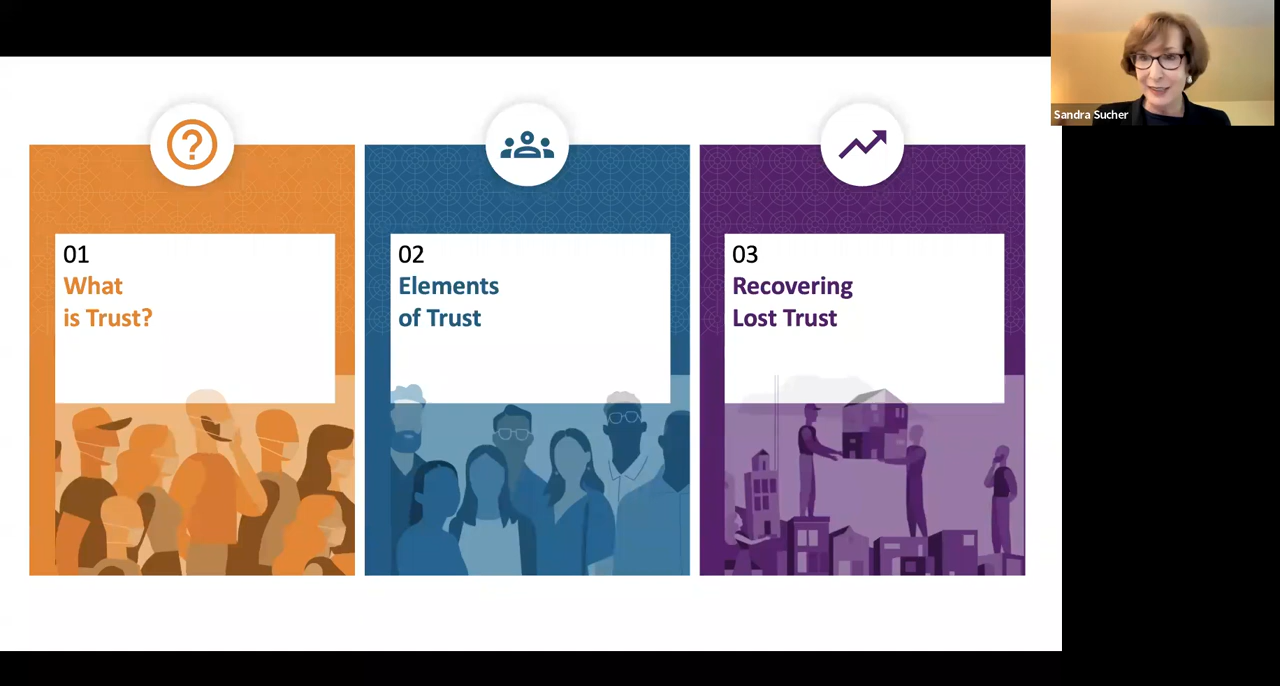 01
What
is Trust?
02
Elements
of Trust
03
Recovering
Lost Trust
Sandra Sucher